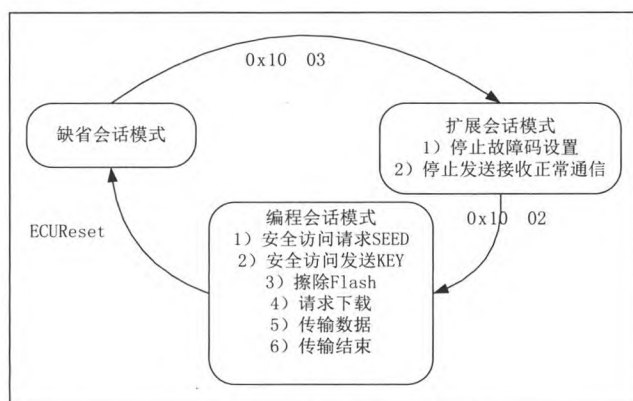 0x10 03
缺省会话模式
扩展会话模式
1）停止故障码设置
2）停止发送接收正常通信
0x10 02
ECUReset
编程会话模式
1）安全访问请求SEED
2）安全访问发送KEY
3）擦除Flash
4）请求下载
5）传输数据
6）传输结束